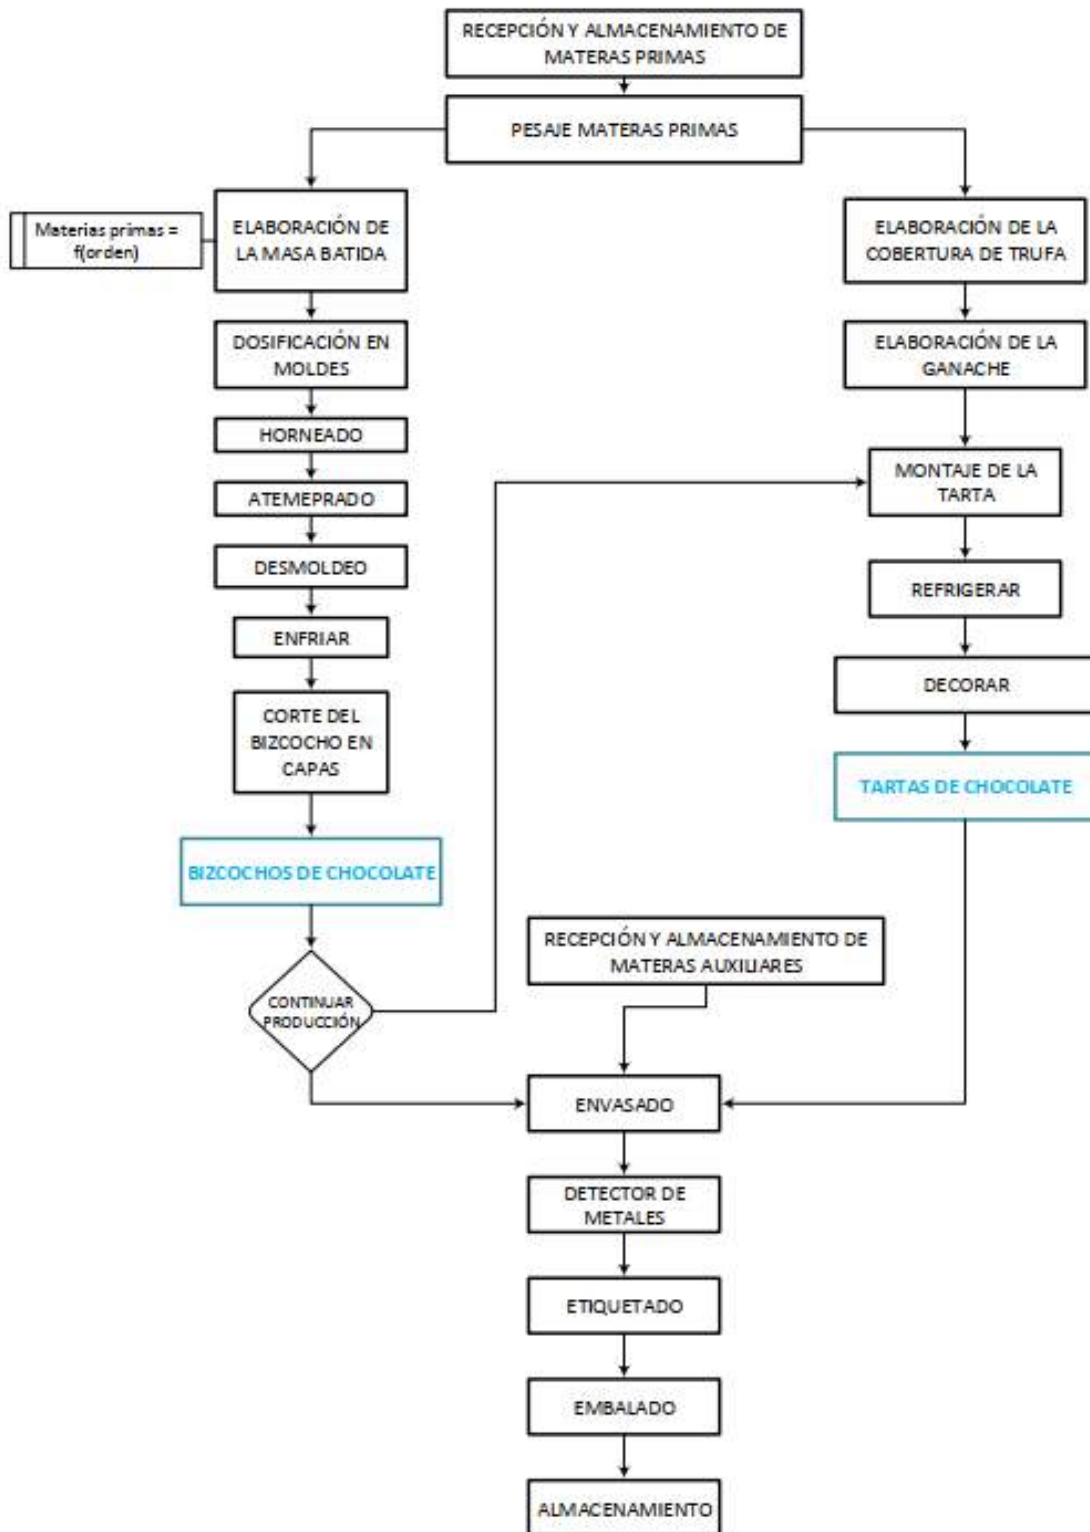 RECEPCIÓN Y ALMACENAMIENTO DE
MATERAS PRIMAS
PESAJE MATERAS PRIMAS
Materias primas =
f(orden)
ELABORACIÓN DE
LA MASA BATIDA
DOSIFICACIÓN EN
MOLDES
HORNEADO
ATEMEPRADO
DESMOLDEO
ENFRIAR
CORTE DEL
BIZCOCHO EN
CAPAS
BIZCOCHOS DE CHOCOLATE
CONTINUAR
PRODUCCIÓN
ELABORACIÓN DE LA
COBERTURA DE TRUFA
ELABORACIÓN DE LA
GANACHE
MONTAJE DE LA
TARTA
REFRIGERAR
DECORAR
TARTAS DE CHOCOLATE
RECEPCIÓN Y ALMACENAMIENTO DE
MATERAS AUXILIARES
ENVASADO
DETECTOR DE
METALES
ETIQUETADO
EMBALADO
ALMACENAMIENTO